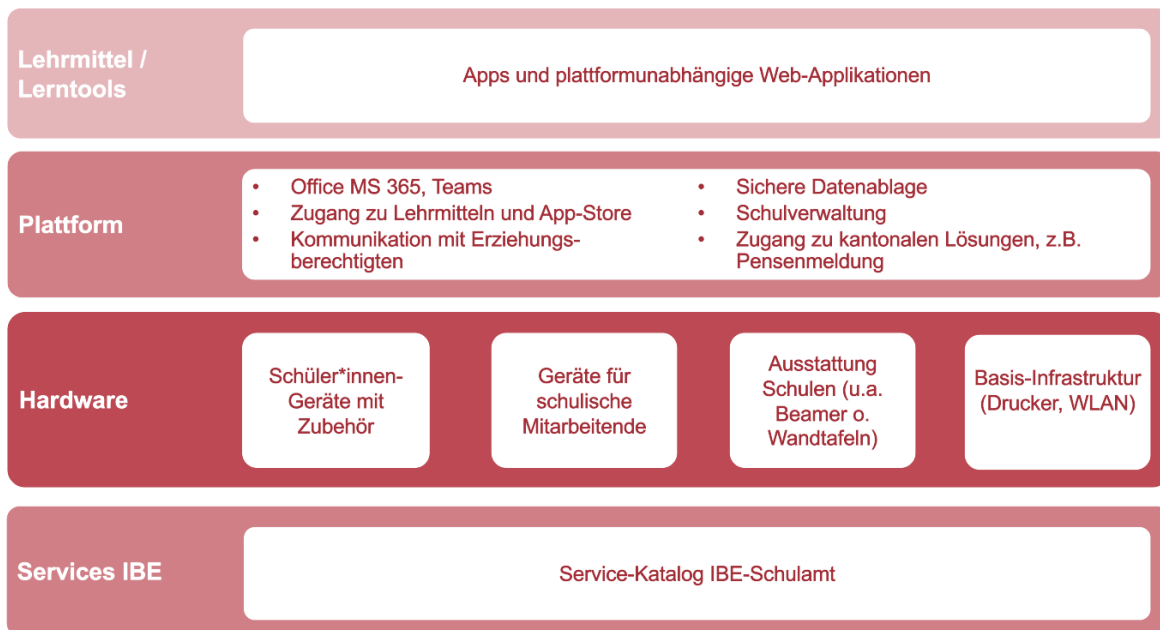 Lehrmittel /
Lerntools
Apps und plattformunabhängige Web-Applikationen
Plattform
• Office MS 365, Teams
• Zugang zu Lehrmitteln und App-Store
• Kommunikation mit Erziehungs-
berechtigten
• Sichere Datenablage
• Schulverwaltung
• Zugang zu kantonalen Lösungen, z.B.
Pensenmeldung
Hardware
Schüler*innen-
Geräte mit
Zubehör
Geräte für
schulische
Mitarbeitende
Ausstattung
Schulen (u.a.
Beamer o.
Wandtafeln)
Basis-Infrastruktur
(Drucker, WLAN)
Services IBE
Service-Katalog IBE-Schulamt